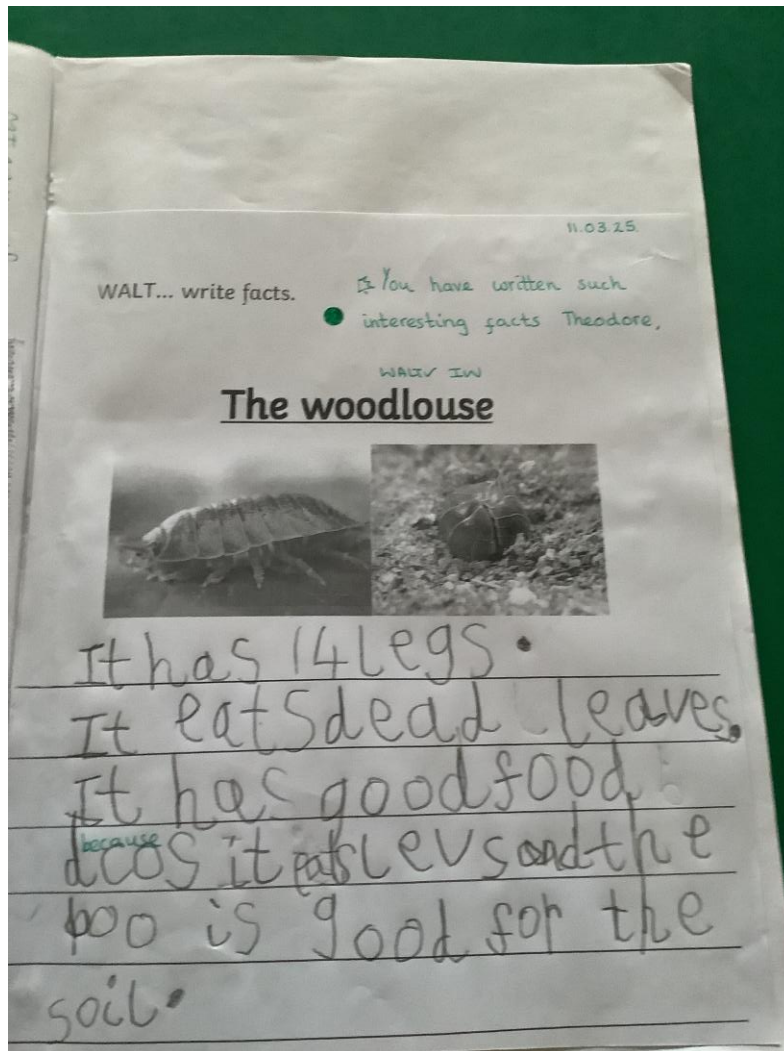 11.03.25.
WALT... write facts.
You have written such
interesting facts Theodore,
WALT✓ IW
The woodlouse
It has 14 legs.
It eats dead leaves.
It has good food
because
dcos it eats levs and the
poo is good for the
soil.